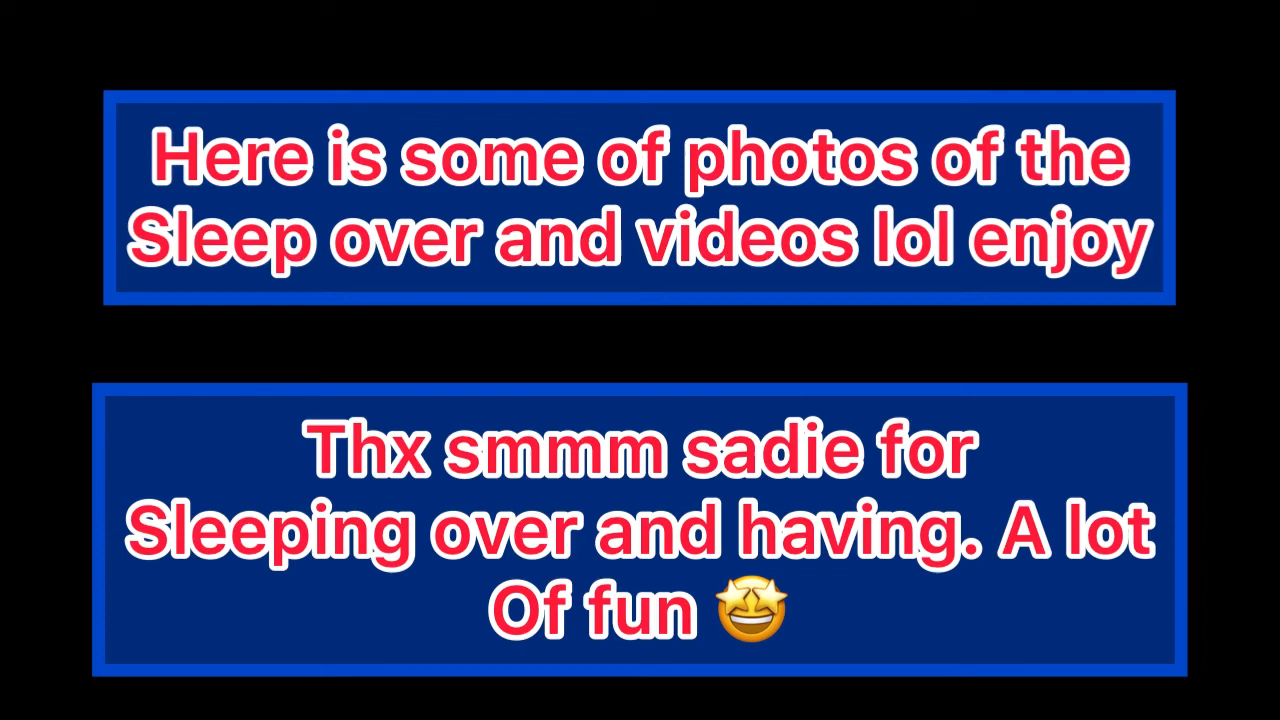 Here is some of photos of the
Sleep over and videos lol enjoy
Thx smmm sadie for
Sleeping over and having. A lot
Of fun 🤩